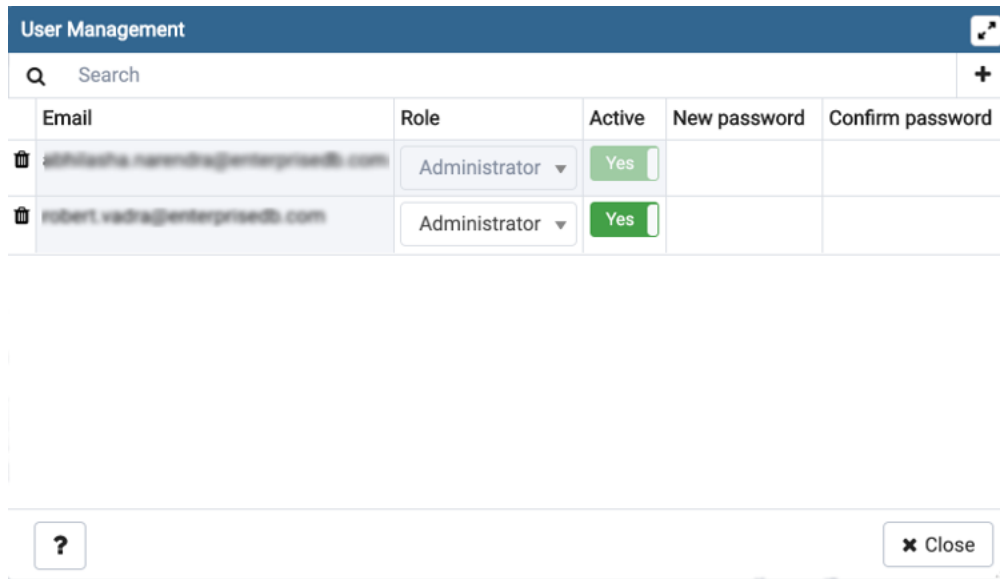 User Management
Search
Email Role Active New password Confirm password
Administrator Yes
Administrator Yes
? Close